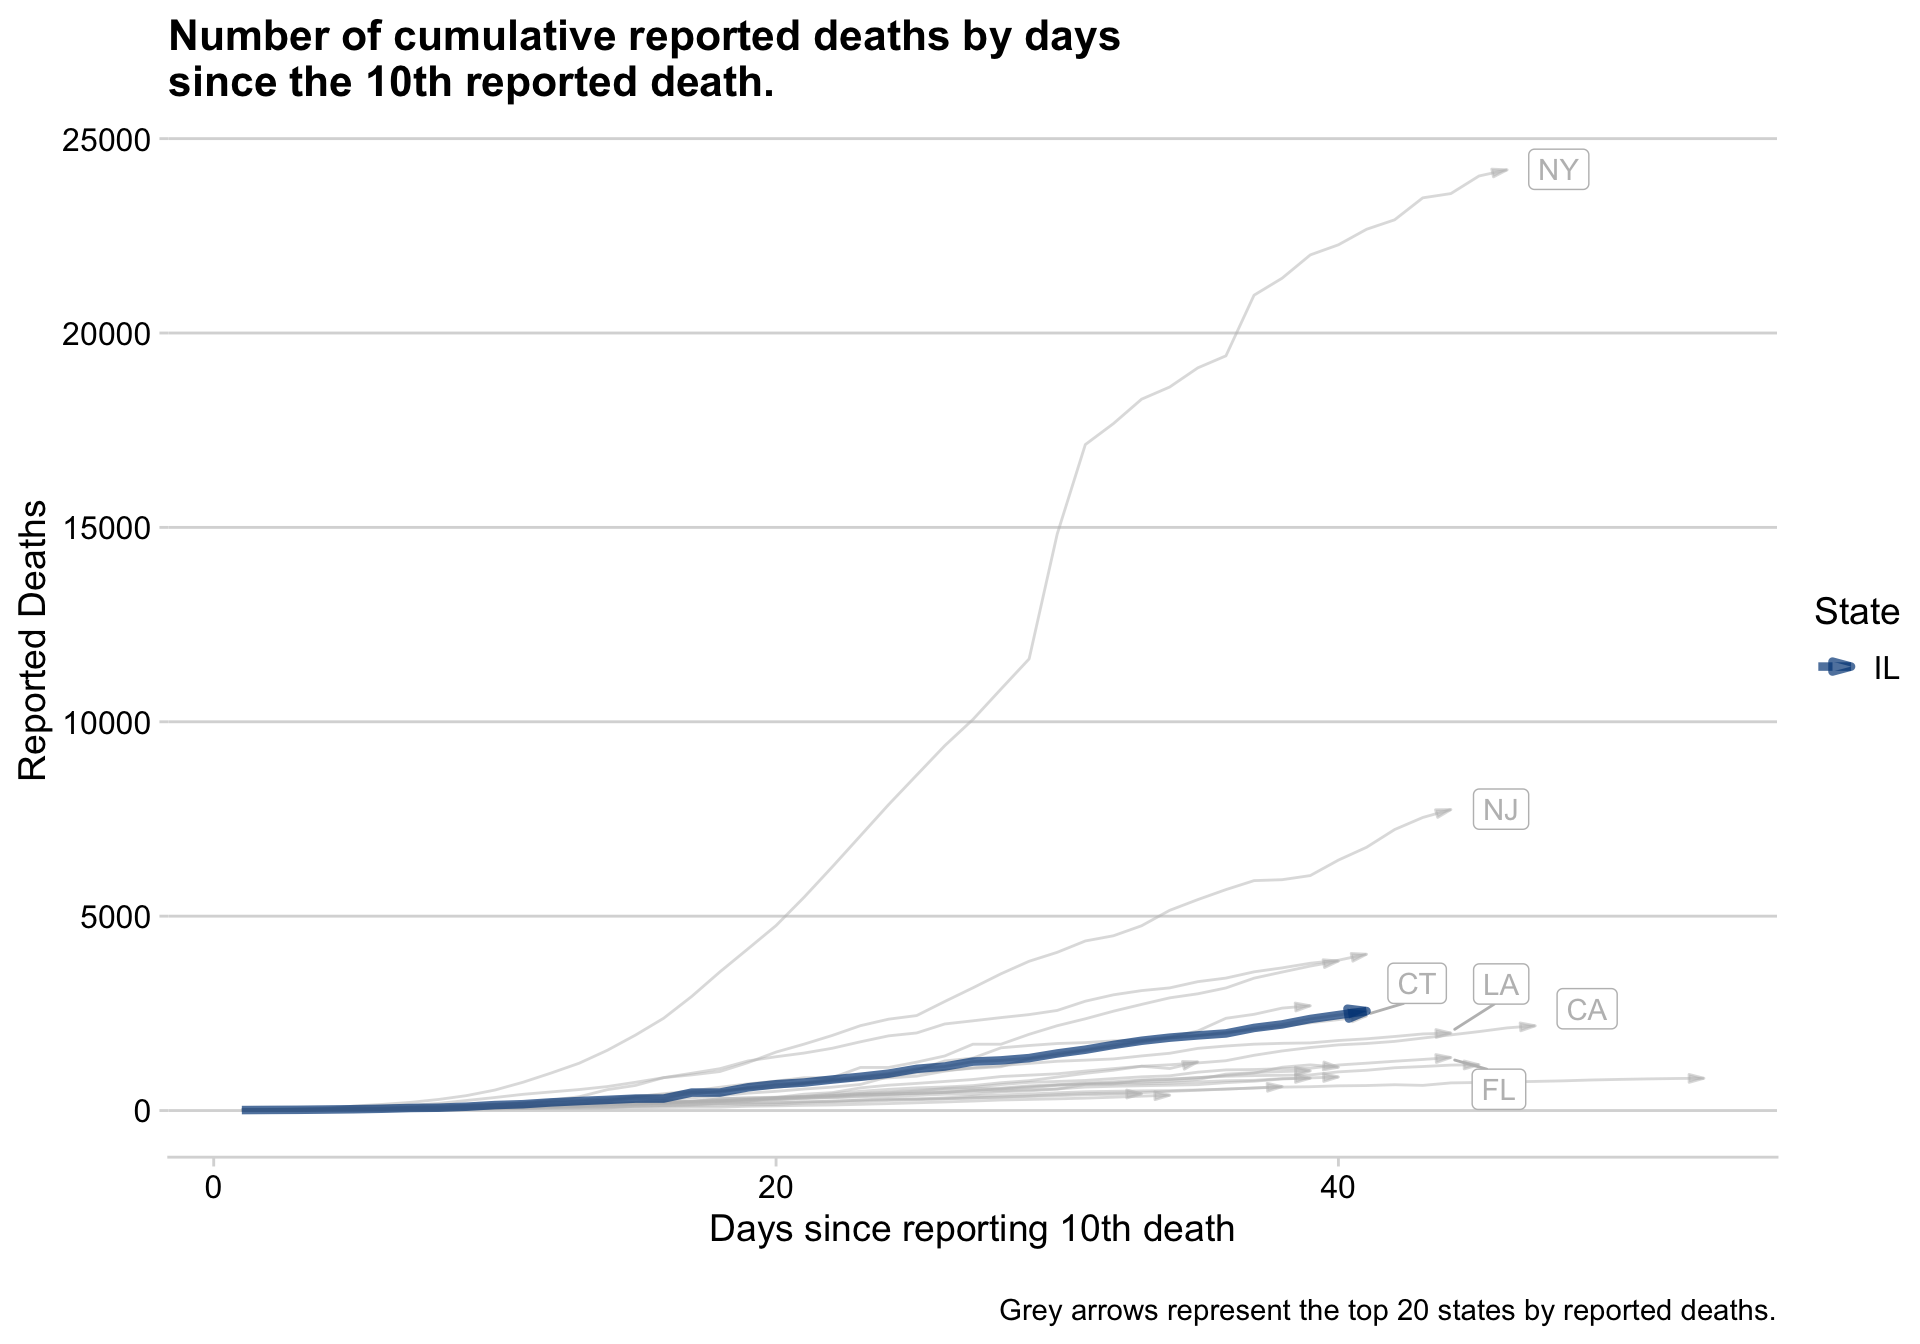 Number of cumulative reported deaths by days
since the 10th reported death.
25000
20000
15000
10000
5000
0
Reported Deaths
NY
NJ
CT
LA
CA
FL
State
IL
0
20
40
Days since reporting 10th death
Grey arrows represent the top 20 states by reported deaths.